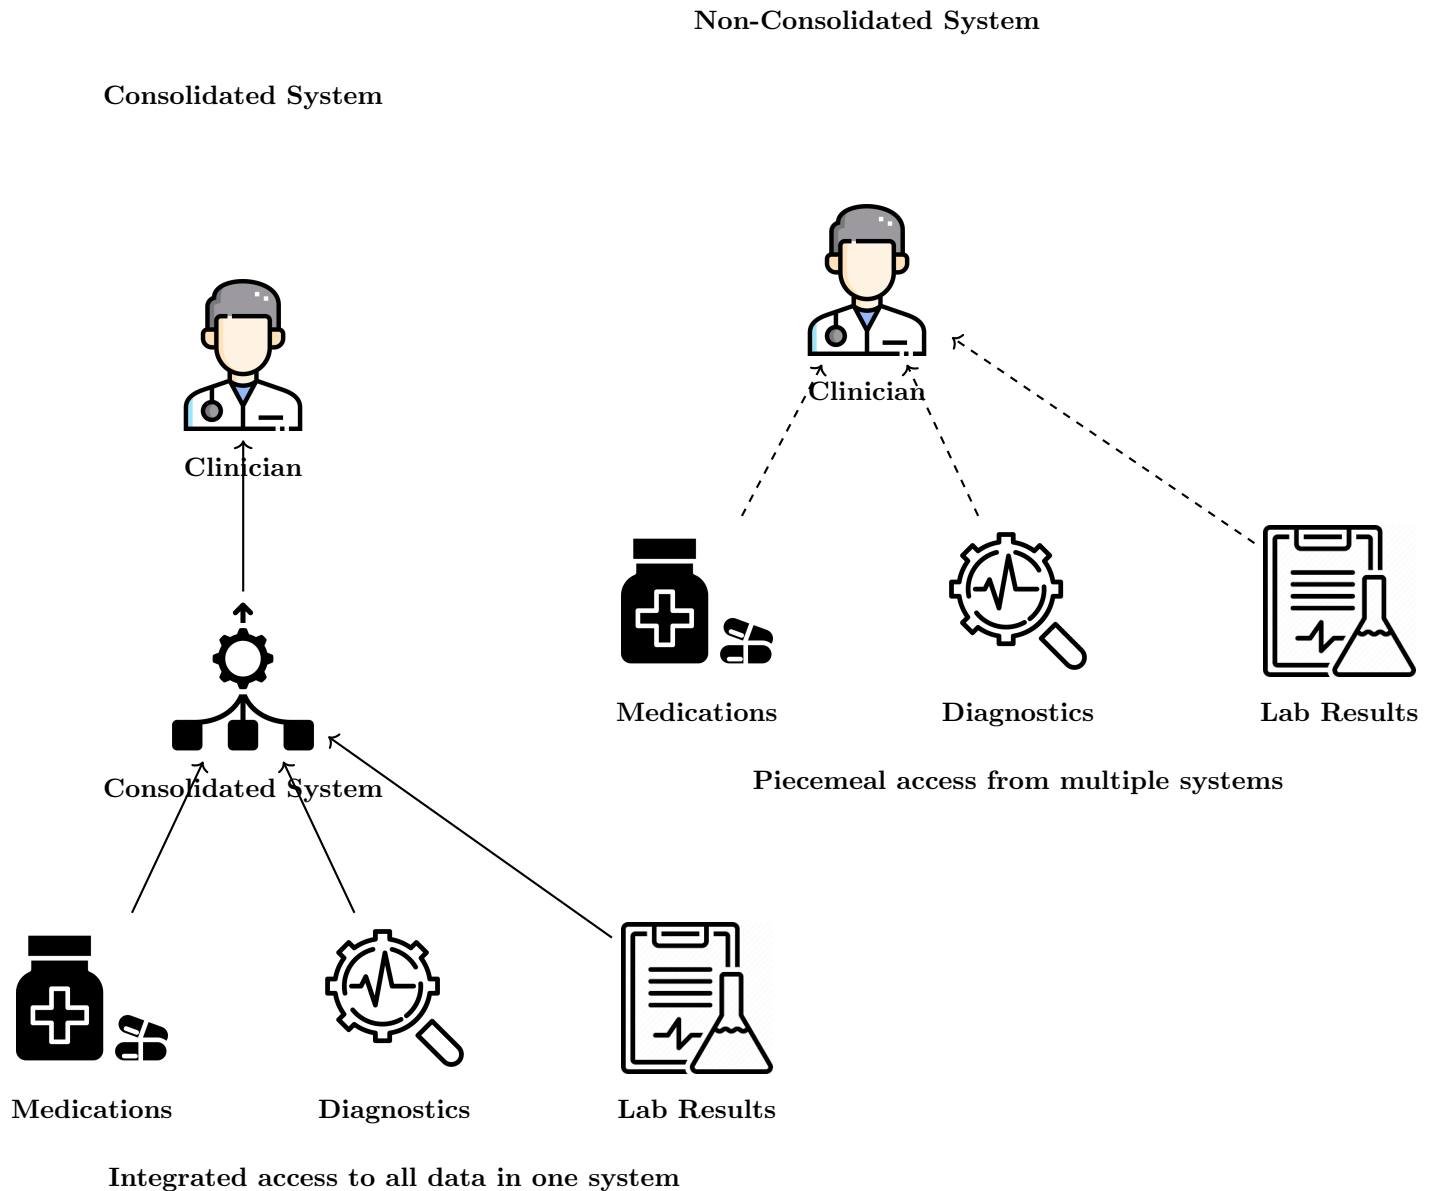 Non-Consolidated System
Consolidated System
Clinician
Clinician
Medications
Diagnostics
Lab Results
Piecemeal access from multiple systems
Consolidated System
Medications
Diagnostics
Lab Results
Integrated access to all data in one system